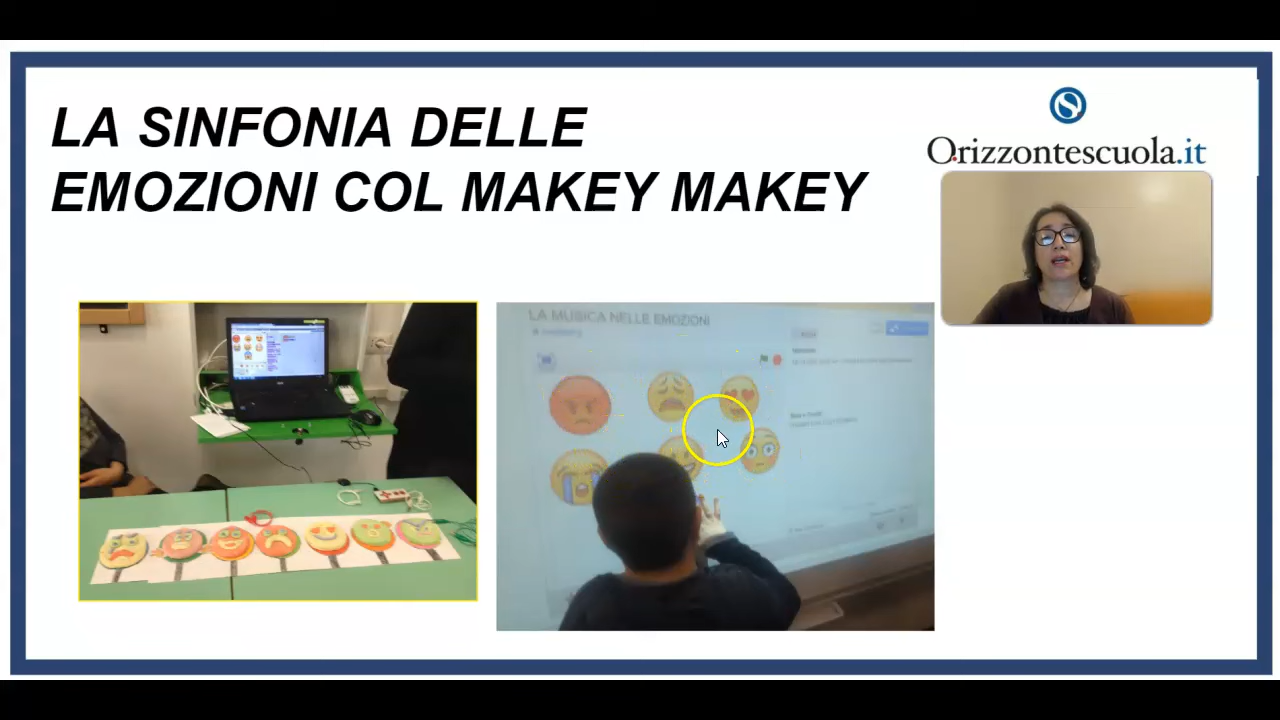 LA SINFONIA DELLE
EMOZIONI COL MAKEY MAKEY
Orizzontescuola.it
LA MUSICA NELLE EMOZIONI